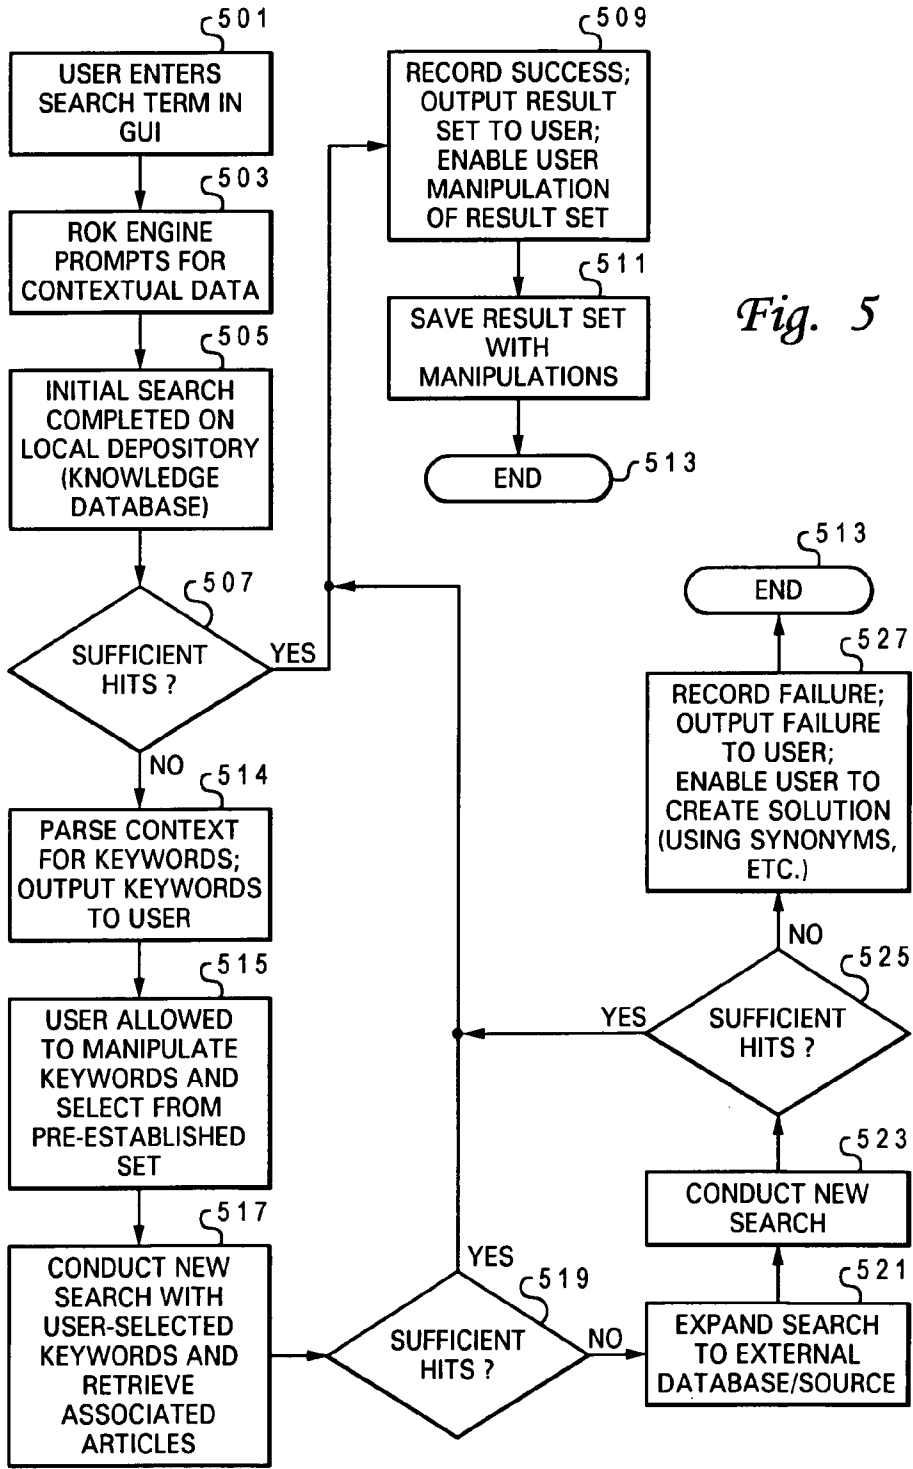 501
USER ENTERS
SEARCH TERM IN
GUI
503
ROK ENGINE
PROMPTS FOR
CONTEXTUAL DATA
505
INITIAL SEARCH
COMPLETED ON
LOCAL DEPOSITORY
(KNOWLEDGE
DATABASE)
507
SUFFICIENT
HITS ?
YES
NO
509
RECORD SUCCESS;
OUTPUT RESULT
SET TO USER;
ENABLE USER
MANIPULATION
OF RESULT SET
511
SAVE RESULT SET
WITH
MANIPULATIONS
END
513
Fig. 5
514
PARSE CONTEXT
FOR KEYWORDS;
OUTPUT KEYWORDS
TO USER
515
USER ALLOWED
TO MANIPULATE
KEYWORDS AND
SELECT FROM
PRE-ESTABLISHED
SET
517
CONDUCT NEW
SEARCH WITH
USER-SELECTED
KEYWORDS AND
RETRIEVE
ASSOCIATED
ARTICLES
519
SUFFICIENT
HITS ?
YES
NO
521
EXPAND SEARCH
TO EXTERNAL
DATABASE/SOURCE
523
CONDUCT NEW
SEARCH
525
SUFFICIENT
HITS ?
YES
NO
527
RECORD FAILURE;
OUTPUT FAILURE
TO USER;
ENABLE USER TO
CREATE SOLUTION
(USING SYNONYMS,
ETC.)
513
END